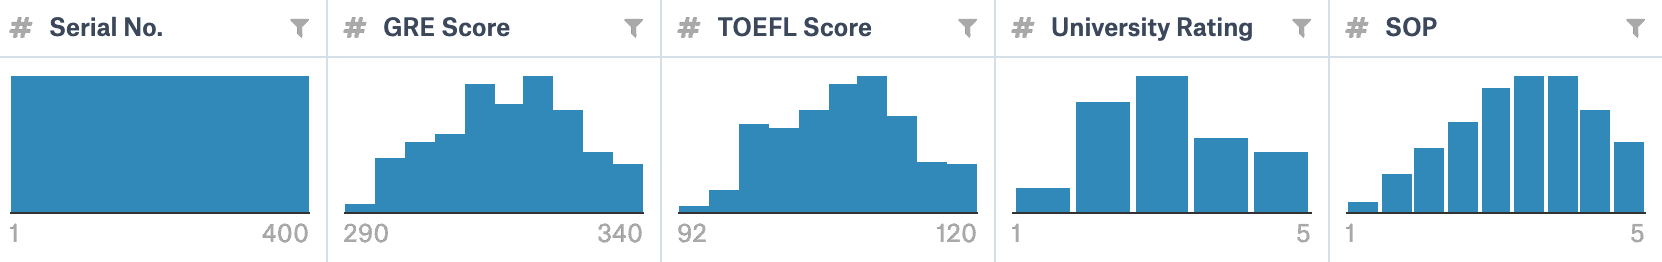 # Serial No.
# GRE Score
# TOEFL Score
# University Rating
# SOP
1 400
290 340
92 120
1 5
1 5